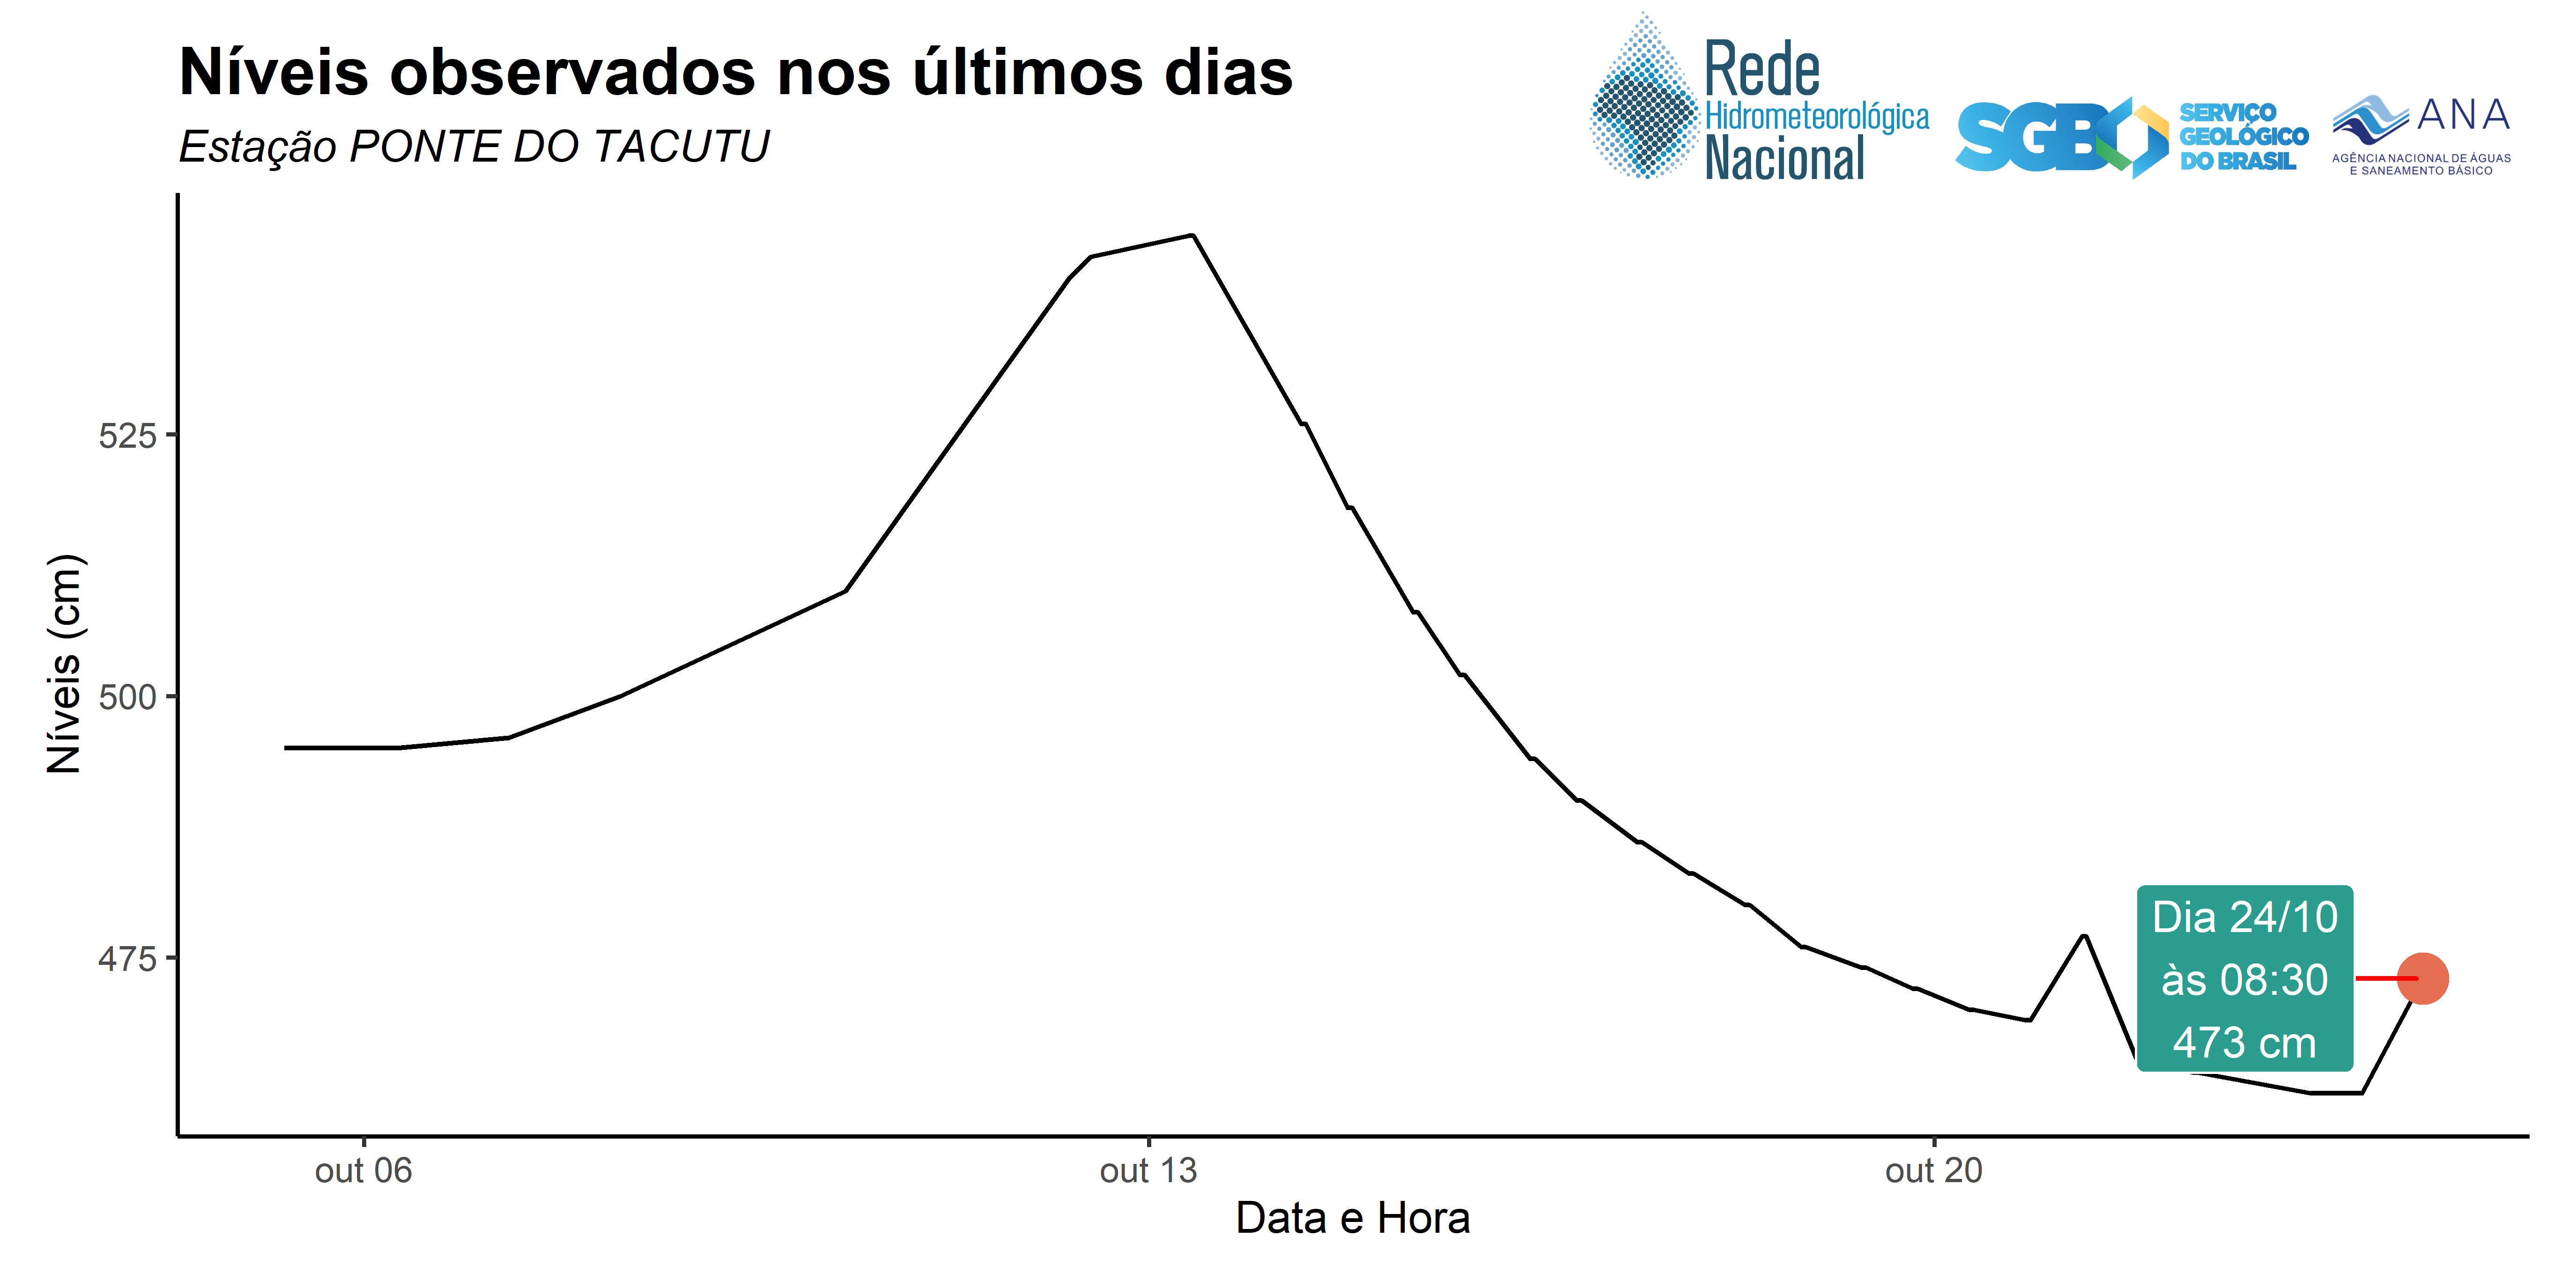 Níveis observados nos últimos dias
Estação PONTE DO TACUTU
Rede
Hidrometeorológica
Nacional
SGB
SERVIÇO
GEOLÓGICO
DO BRASIL
ANA
AGÊNCIA NACIONAL DE ÁGUAS
E SANEAMENTO BÁSICO
Níveis (cm)
525
500
475
Dia 24/10
às 08:30
473 cm
out 06
out 13
out 20
Data e Hora